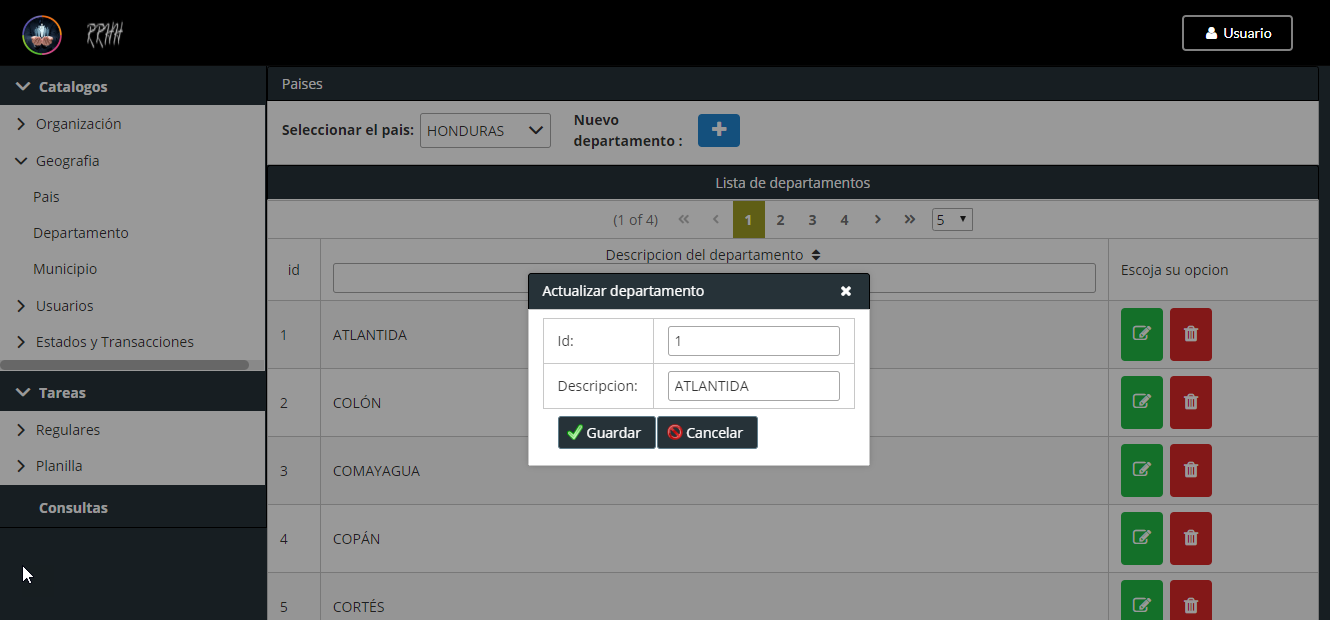 RRHH
Usuario
Catalogos
Organización
Geografia
Pais
Departamento
Municipio
Usuarios
Estados y Transacciones
Tareas
Regulares
Planilla
Consultas
Paises
Seleccionar el pais: HONDURAS
Nuevo
departamento :
Lista de departamentos
(1 of 4) 1 2 3 4 5
id
Descripcion del departamento
Escoja su opcion
1 ATLANTIDA
2 COLÓN
3 COMAYAGUA
4 COPÁN
5 CORTÉS
Actualizar departamento
Id: 1
Descripcion: ATLANTIDA
Guardar Cancelar